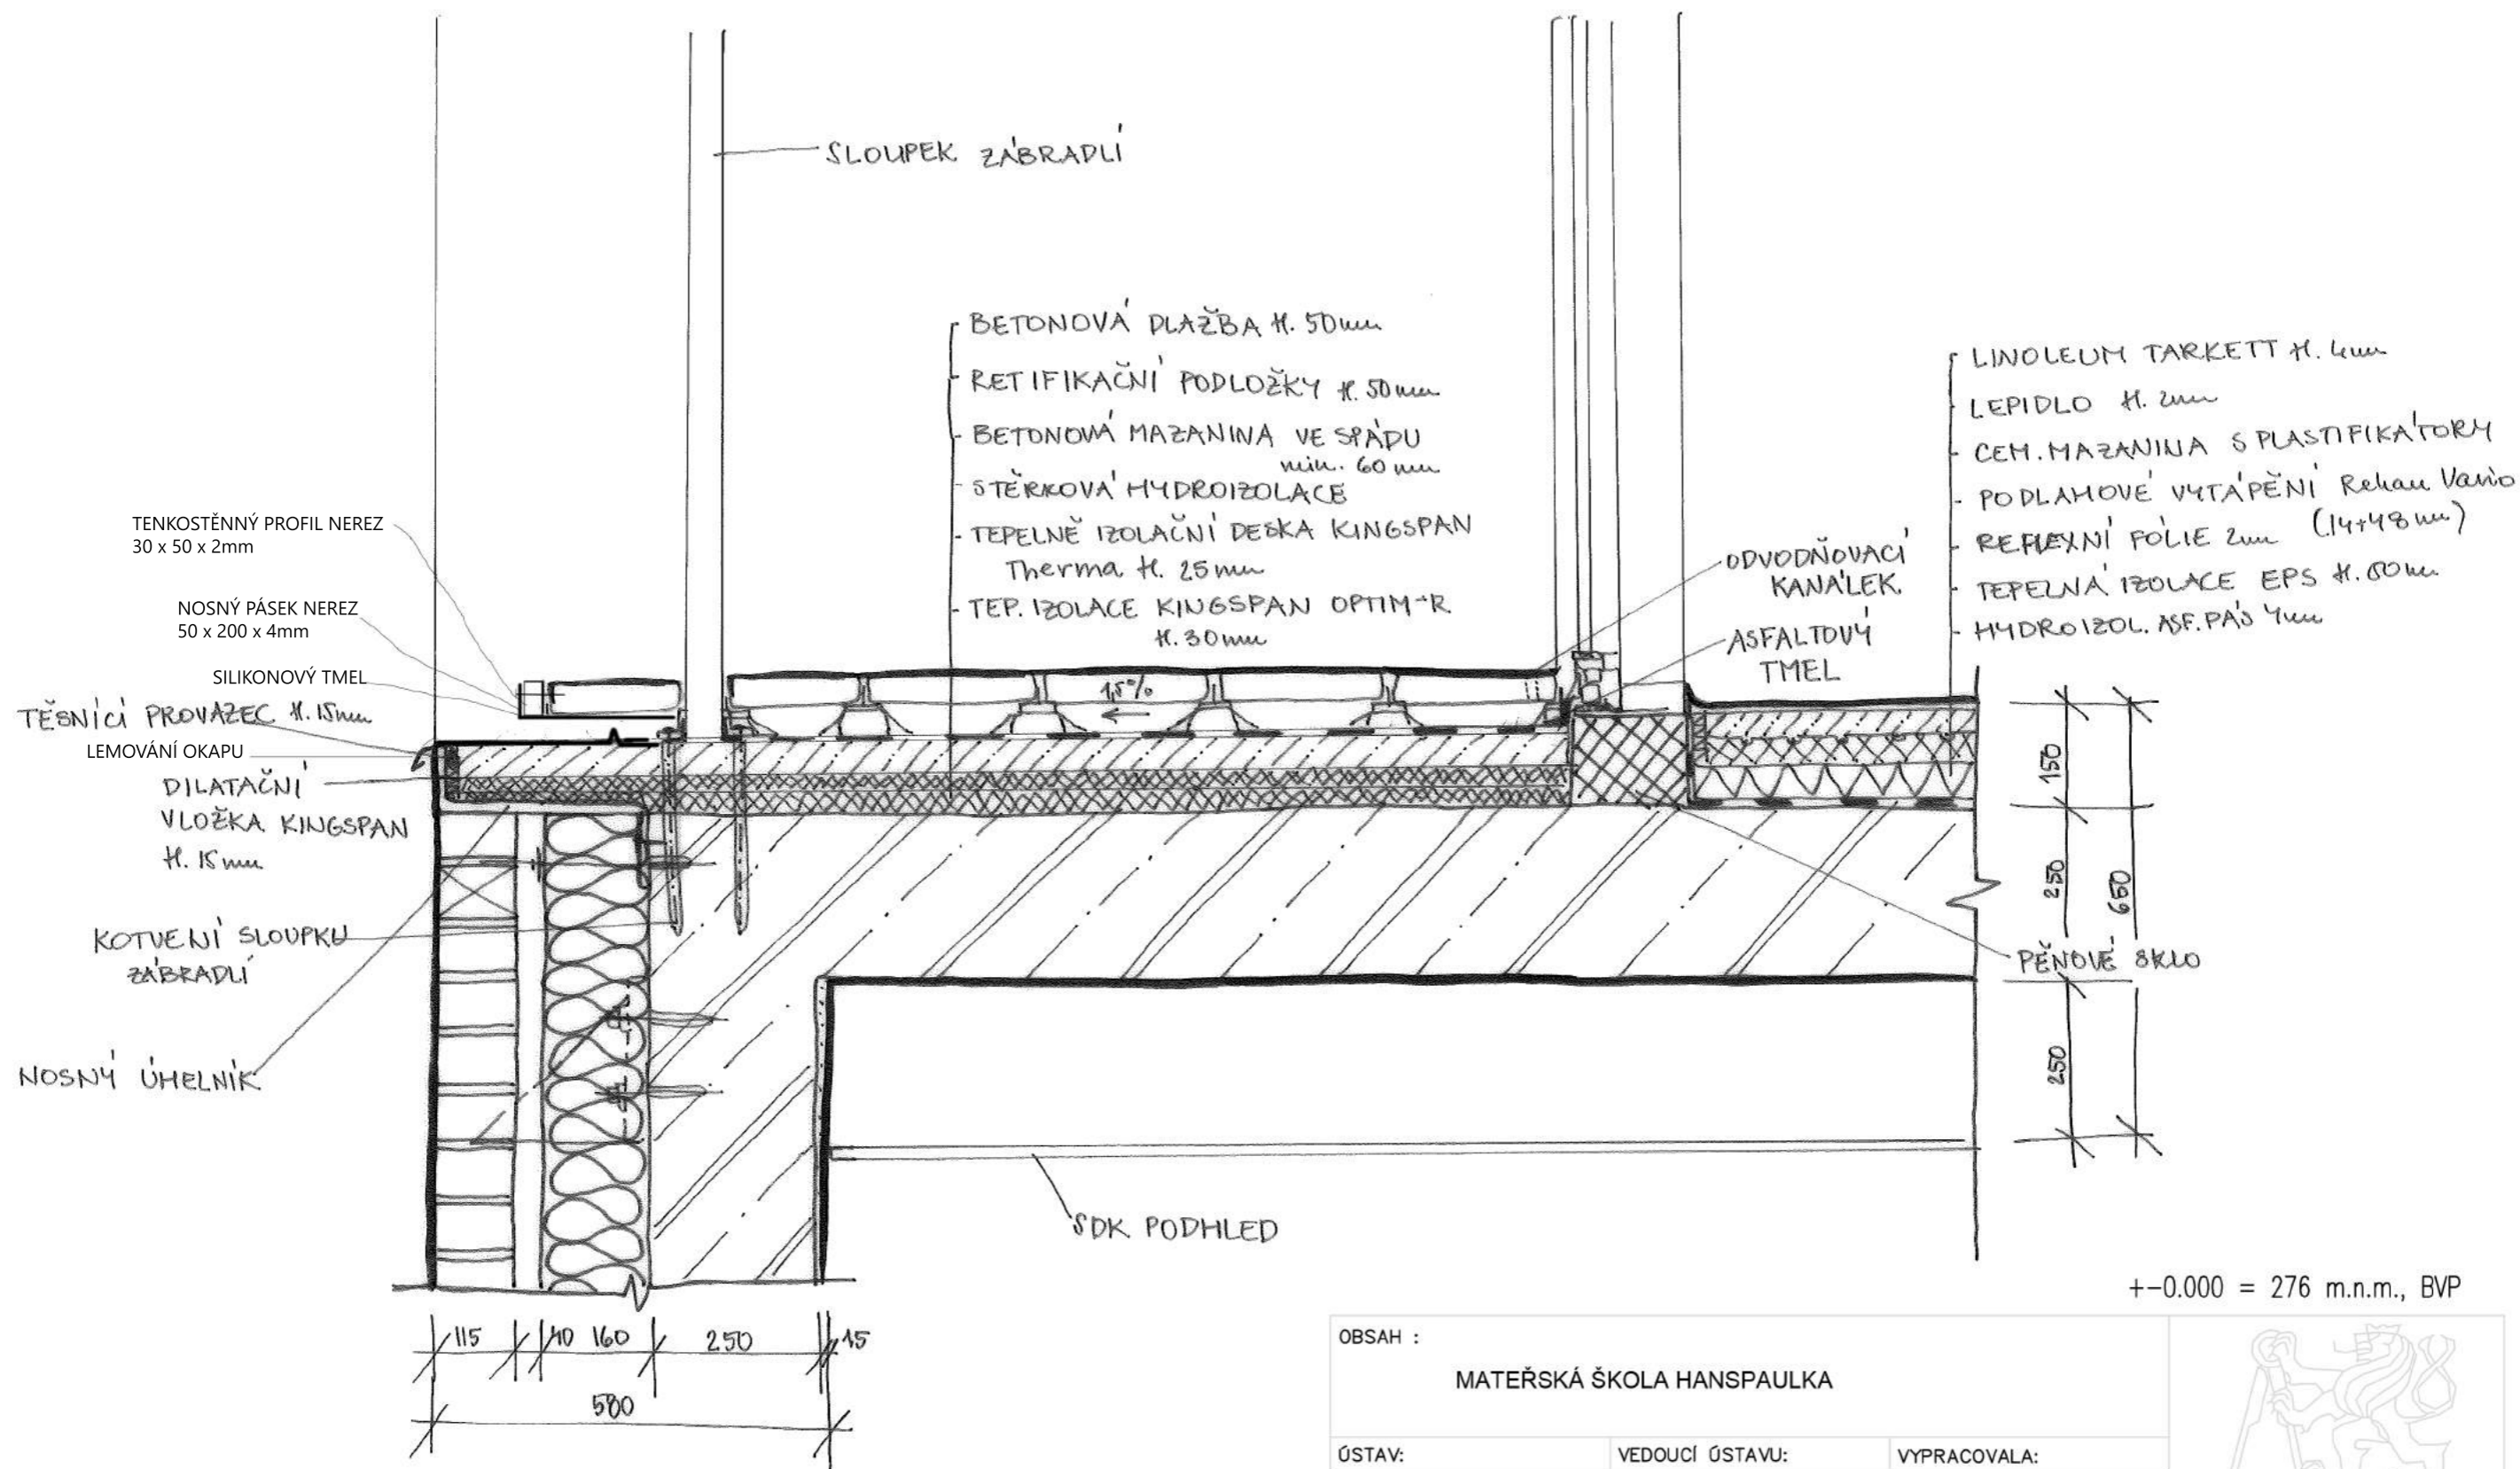 SLOUPEK ZÁBRADLÍ
BETONOVÁ DLAŽBA tl. 50mm
RETIFIKAČNÍ PODLOŽKY tl. 50mm
BETONOVÁ MAZANINA VE SPÁDU
min. 60mm
STĚRKOVÁ HYDROIZOLACE
TEPELNĚ IZOLAČNÍ DESKA KINGSPAN
Therma tl. 25mm
TEP. IZOLACE KINGSPAN OPTIM-R
tl. 30mm
LINOLEUM TARKETT tl. 4mm
LEPIDLO tl. 2mm
CEM. MAZANINA S PLASTIFIKÁTORY
PODLAHOVÉ VYTÁPĚNÍ Rehau Vario
(14+48mm)
REFLEXNÍ FÓLIE 2mm
TEPELNÁ IZOLACE EPS tl.
HYDROIZOL. ASF. PÁS 4mm
TENKOSTĚNNÝ PROFIL NEREZ
30 x 50 x 2mm
NOSNÝ PÁSEK NEREZ
50 x 200 x 4mm
SILIKONOVÝ TMEL
TĚSNÍCÍ PROVAZEC tl. 15mm
LEMOVÁNÍ OKAPU
DILATAČNÍ
VLOŽKA KINGSPAN
tl. 15mm
KOTVENÍ SLOUPKU
ZÁBRADLÍ
NOSNÝ ÚHELNÍK
ODVODŇOVACÍ
KANÁLEK
ASFALTOVÝ
TMEL
1,5%
150
250
650
250
PĚNOVÉ SKLO
SDK PODHLED
115 40 160 250 15
580
+-0.000 = 276 m.n.m., BVP
OBSAH :
MATEŘSKÁ ŠKOLA HANSPAULKA
ÚSTAV: VEDOUCÍ ÚSTAVU: VYPRACOVALA: